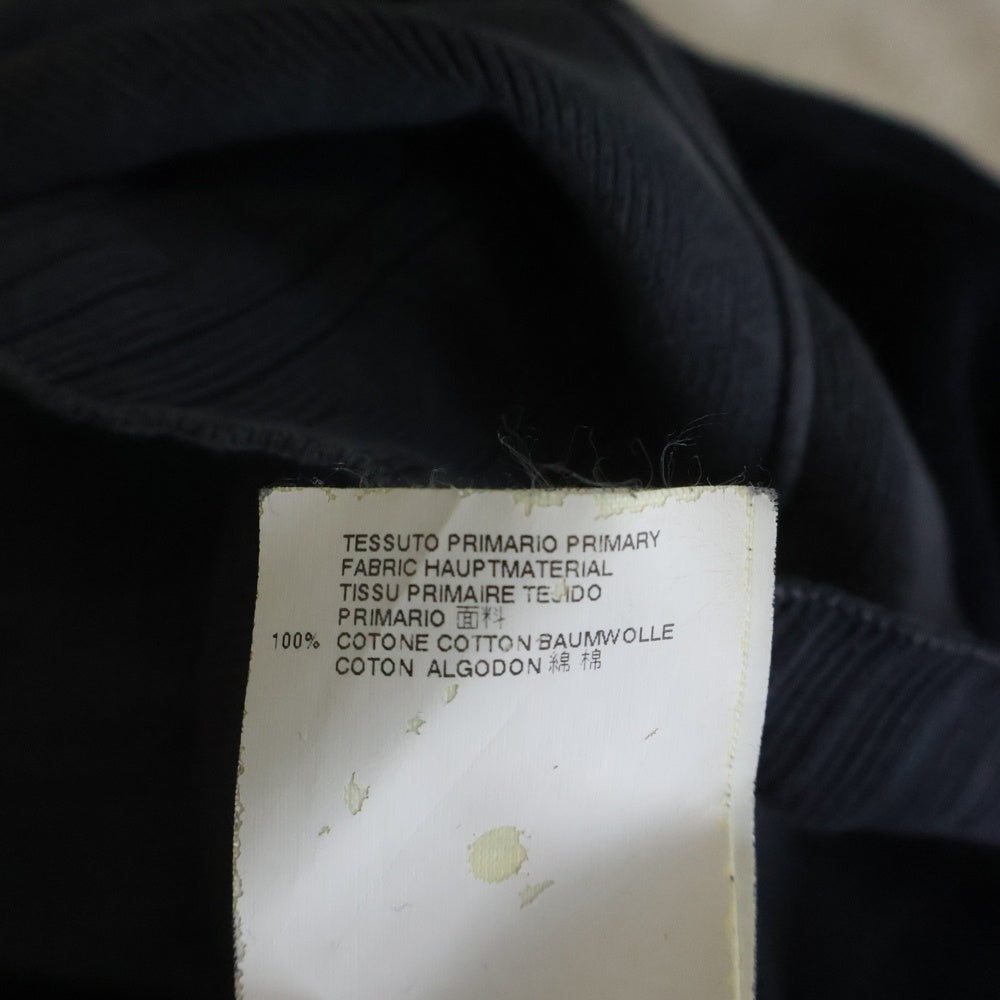 TESSUTO PRIMARIO PRIMARY
FABRIC HAUPTMATERIAL
TISSU PRIMAIRE TEJIDO
PRIMARIO 面料
100% COTONE COTTON BAUMWOLLE
COTON ALGODON 綿 棉